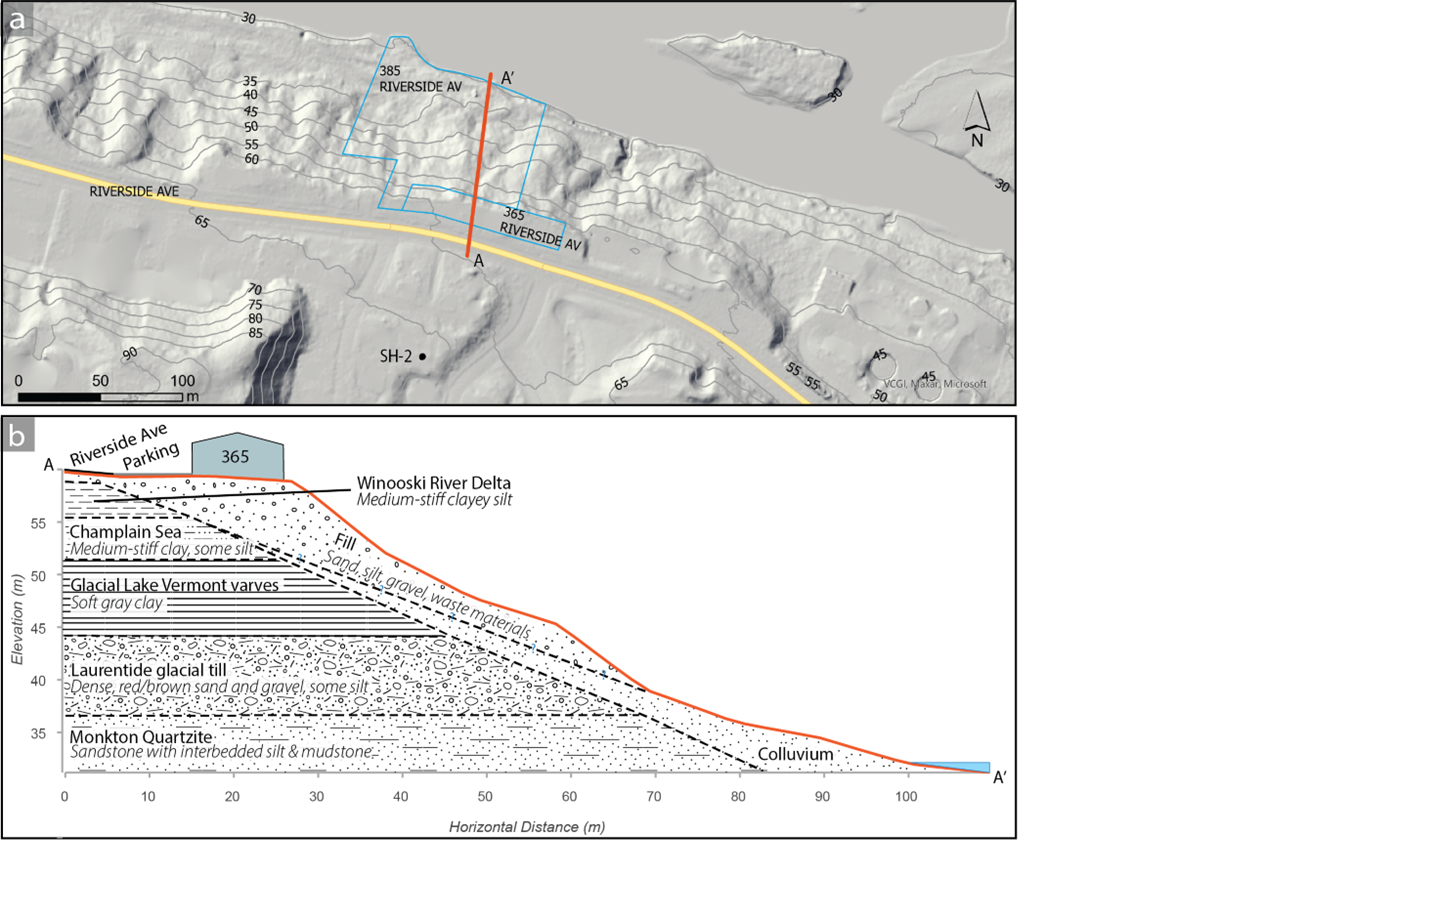 a
30
385
RIVERSIDE AV
A'
35
40
45
50
55
60
30
N
30
RIVERSIDE AVE
65
365
RIVERSIDE AV
A
70
75
80
85
90
SH-2
65
55 55
45
45
50
VCGI, Maxar, Microsoft
0 50 100
m
b
Riverside Ave
Parking
365
A
Winooski River Delta
Medium-stiff clayey silt
55
Champlain Sea
Medium-stiff clay, some silt
Fill
Sand, silt, gravel, waste materials
?
?
?
?
?
50
Glacial Lake Vermont varves
Soft gray clay
45
Elevation (m)
Laurentide glacial till
Dense, red/brown sand and gravel, some silt
40
35
Monkton Quartzite
Sandstone with interbedded silt & mudstone
Colluvium
A'
0 10 20 30 40 50 60 70 80 90 100
Horizontal Distance (m)